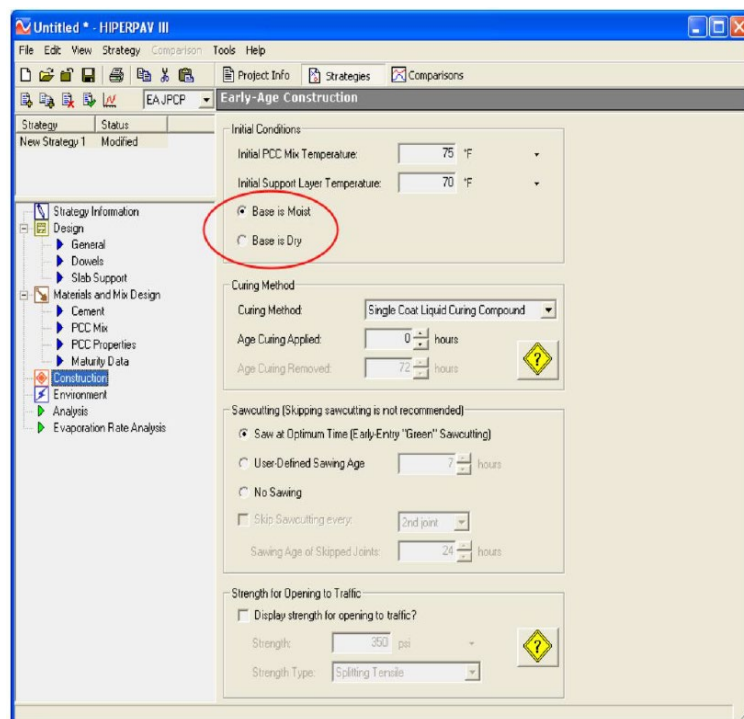 Untitled * - HIPERPAV III
File Edit View Strategy Comparison Tools Help
Project Info Strategies Comparisons
EAJPCP Early-Age Construction
Strategy Status
New Strategy 1 Modified
Strategy Information
Design
General
Dowels
Slab Support
Materials and Mix Design
Cement
PCC Mix
PCC Properties
Maturity Data
Construction
Environment
Analysis
Evaporation Rate Analysis
Initial Conditions
Initial PCC Mix Temperature: 75 °F
Initial Support Layer Temperature: 70 °F
Base is Moist
Base is Dry
Curing Method
Curing Method: Single Coat Liquid Curing Compound
Age Curing Applied: 0 hours
Age Curing Removed: 72 hours
?
Sawcutting (Skipping sawcutting is not recommended)
Saw at Optimum Time (Early-Entry "Green" Sawcutting)
User-Defined Sawing Age 7 hours
No Sawing
Skip Sawcutting every: 2nd joint
Sawing Age of Skipped Joints: 24 hours
Strength for Opening to Traffic
Display strength for opening to traffic?
Strength: 350 psi
?
Strength Type: Splitting Tensile